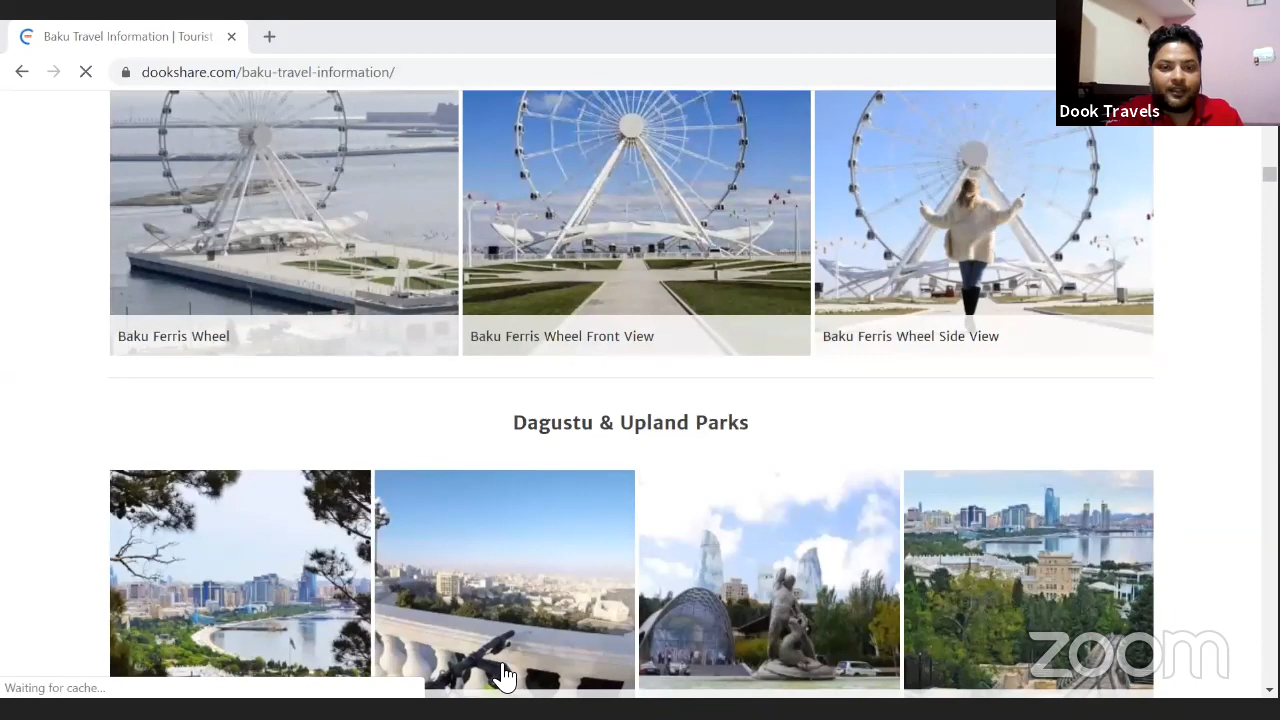 Baku Travel Information | Tourist
dookshare.com/baku-travel-information/
Dook Travels
Baku Ferris Wheel
Baku Ferris Wheel Front View
Baku Ferris Wheel Side View
Dagustu & Upland Parks
zoom
Waiting for cache...